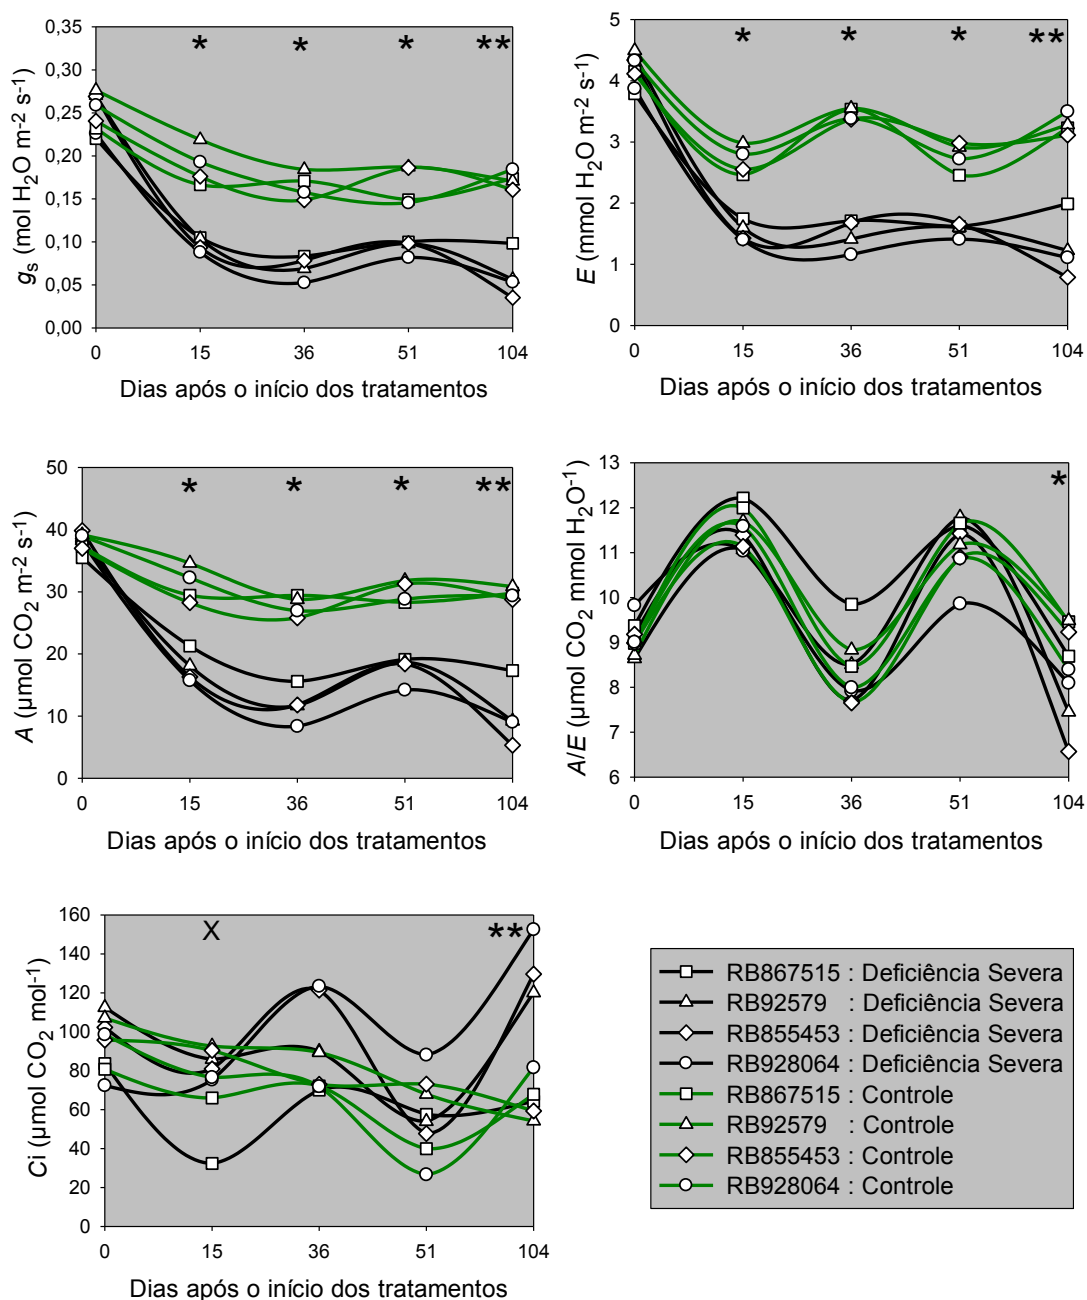 0,35
0,30
0,25
0,20
0,15
0,10
0,05
0,00
gs (mol H2O m-2 s-1)
* * * **
0 15 36 51 104
Dias após o início dos tratamentos
5
4
3
2
1
0
E (mmol H2O m-2 s-1)
* * * **
0 15 36 51 104
Dias após o início dos tratamentos
50
40
30
20
10
0
A (µmol CO2 m-2 s-1)
* * * **
0 15 36 51 104
Dias após o início dos tratamentos
13
12
11
10
9
8
7
6
A/E (µmol CO2 mmol H2O-1)
*
0 15 36 51 104
Dias após o início dos tratamentos
160
140
120
100
80
60
40
20
0
Ci (µmol CO2 mol-1)
X **
0 15 36 51 104
Dias após o início dos tratamentos
RB867515 : Deficiência Severa
RB92579 : Deficiência Severa
RB855453 : Deficiência Severa
RB928064 : Deficiência Severa
RB867515 : Controle
RB92579 : Controle
RB855453 : Controle
RB928064 : Controle